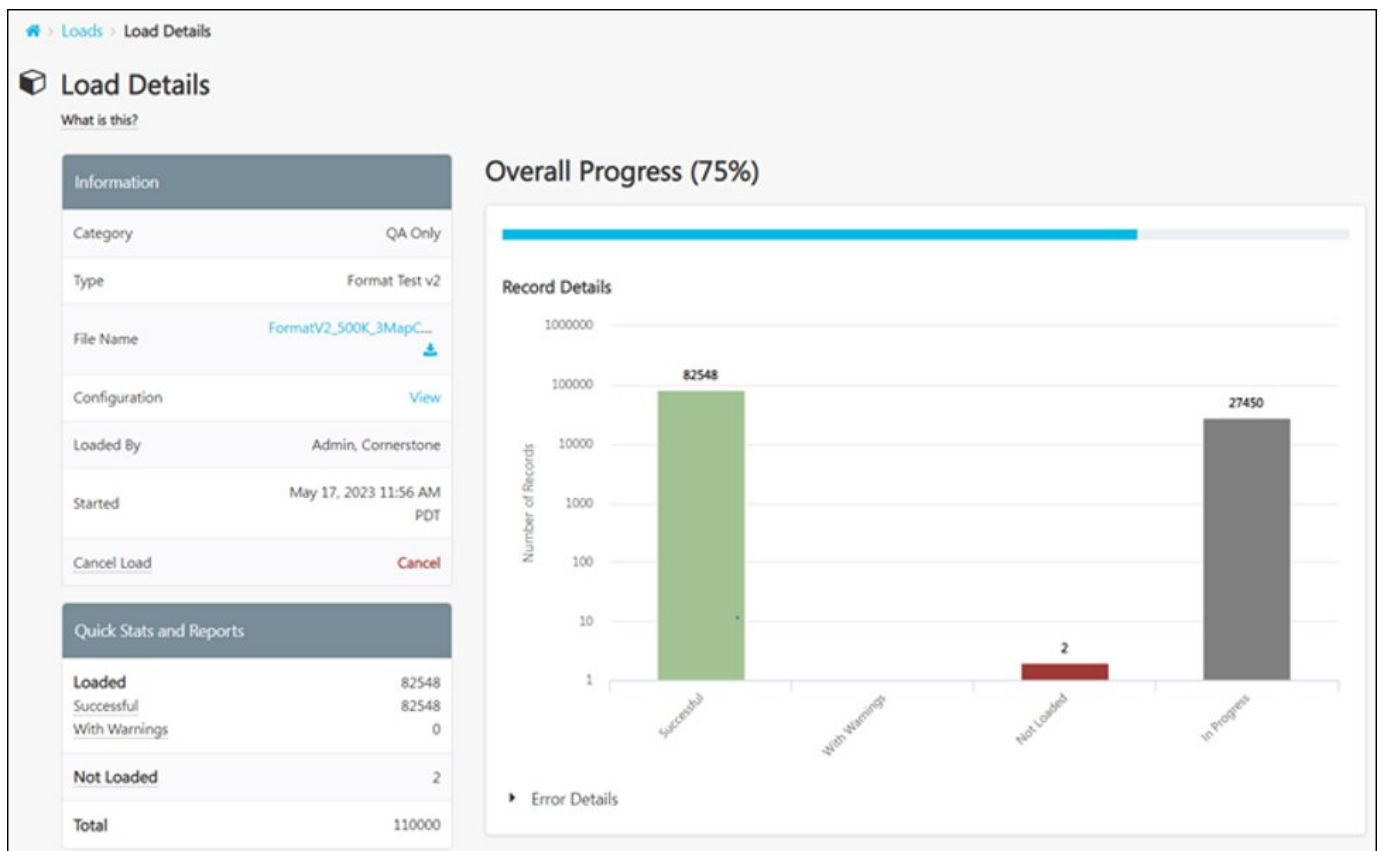 Loads > Load Details
Load Details
What is this?
Information
Category QA Only
Type Format Test v2
File Name FormatV2_500K_3MapC...
Configuration View
Loaded By Admin, Cornerstone
Started May 17, 2023 11:56 AM
PDT
Cancel Load Cancel
Quick Stats and Reports
Loaded 82548
Successful 82548
With Warnings 0
Not Loaded 2
Total 110000
Overall Progress (75%)
Record Details
Number of Records
1000000
100000
10000
1000
100
10
1
82548
2
27450
Successful
With Warnings
Not Loaded
In Progress
Error Details